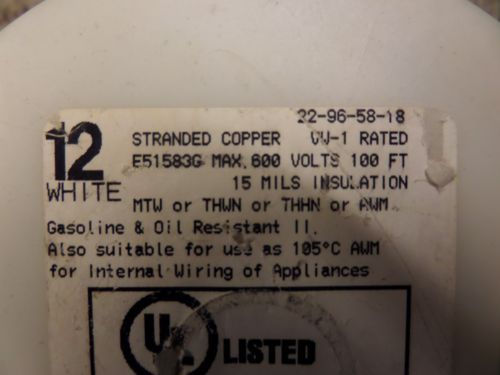 22-96-58-18
12 STRANDED COPPER VW-1 RATED
E51583G MAX.600 VOLTS 100 FT
WHITE 15 MILS INSULATION
MTW or THWN or THHN or AWM
Gasoline & Oil Resistant II.
Also suitable for use as 105°C AWM
for Internal Wiring of Appliances
UL LISTED